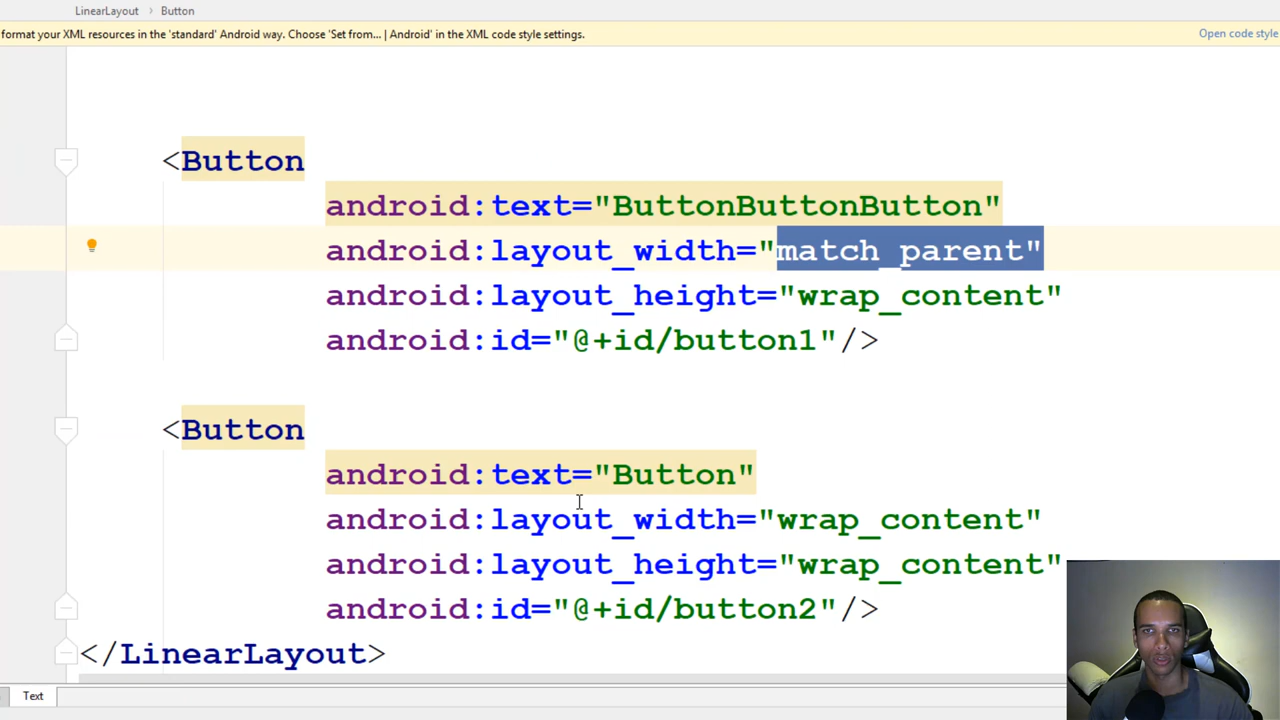 LinearLayout › Button
format your XML resources in the 'standard' Android way. Choose 'Set from... | Android' in the XML code style settings.
Open code style
<Button
android:text="ButtonButtonButton"
android:layout_width="match_parent"
android:layout_height="wrap_content"
android:id="@+id/button1"/>
<Button
android:text="Button"
android:layout_width="wrap_content"
android:layout_height="wrap_content"
android:id="@+id/button2"/>
</LinearLayout>
Text